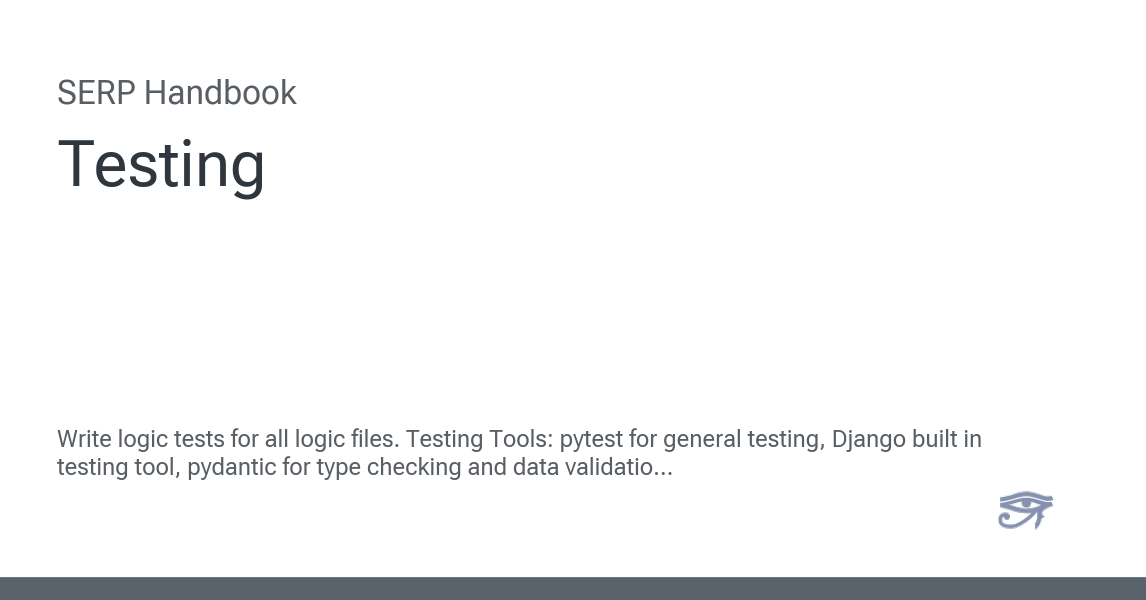 SERP Handbook
Testing
Write logic tests for all logic files. Testing Tools: pytest for general testing, Django built in
testing tool, pydantic for type checking and data validatio...